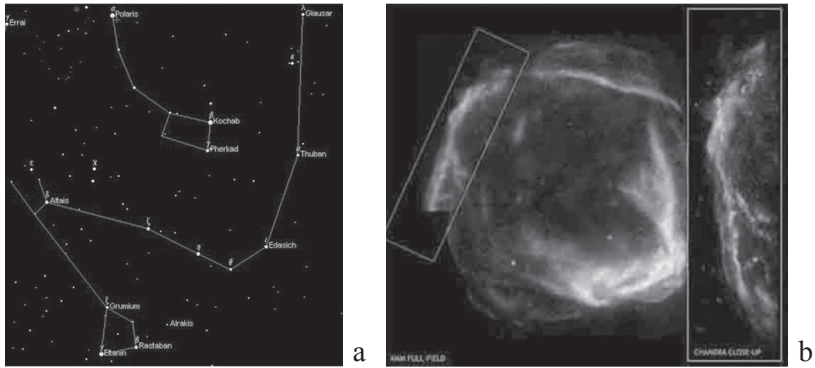 γ
Errai
α
Polaris
λ
Giausar
κ
β
Kochab
γ
Pherkad
α
Thuban
ε
χ
δ
Altais
ζ
θ
ι
Edasich
ξ
Grumium
Alrakis
γ
β
Rastaban
Eltanin
a
XMM FULL-FIELD
CHANDRA CLOSE-UP
b